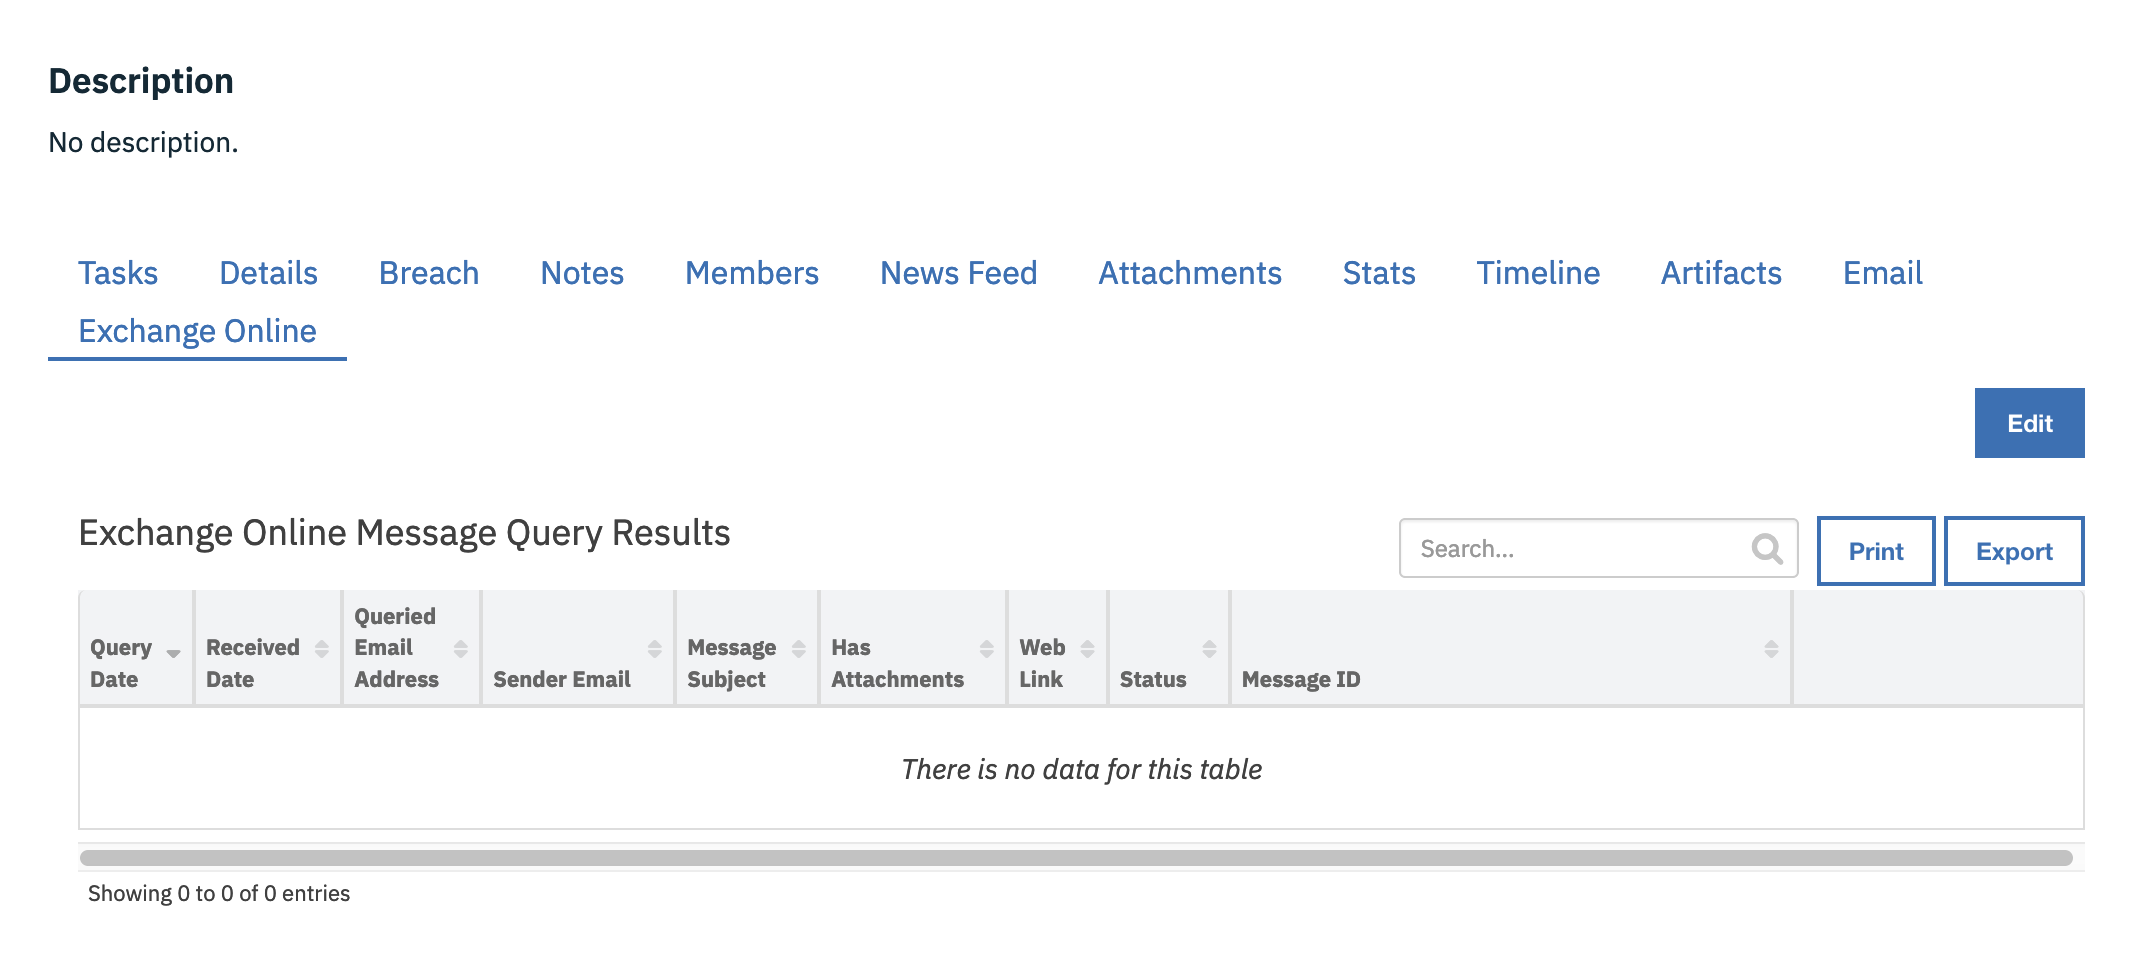 Description
No description.
Tasks Details Breach Notes Members News Feed Attachments Stats Timeline Artifacts Email
Exchange Online
Edit
Exchange Online Message Query Results
Search...
Print
Export
Query Date
Received Date
Queried Email Address
Sender Email
Message Subject
Has Attachments
Web Link
Status
Message ID
There is no data for this table
Showing 0 to 0 of 0 entries